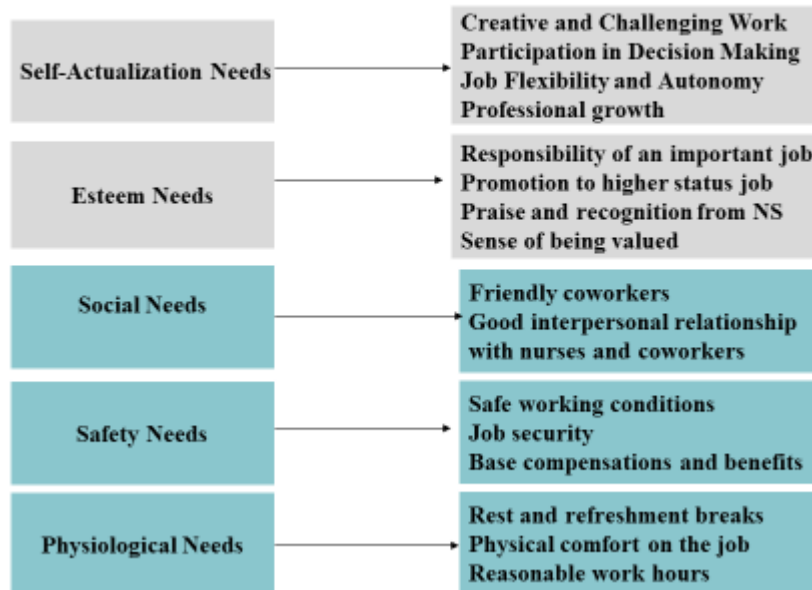 Self-Actualization Needs
Creative and Challenging Work
Participation in Decision Making
Job Flexibility and Autonomy
Professional growth
Esteem Needs
Responsibility of an important job
Promotion to higher status job
Praise and recognition from NS
Sense of being valued
Social Needs
Friendly coworkers
Good interpersonal relationship
with nurses and coworkers
Safety Needs
Safe working conditions
Job security
Base compensations and benefits
Physiological Needs
Rest and refreshment breaks
Physical comfort on the job
Reasonable work hours